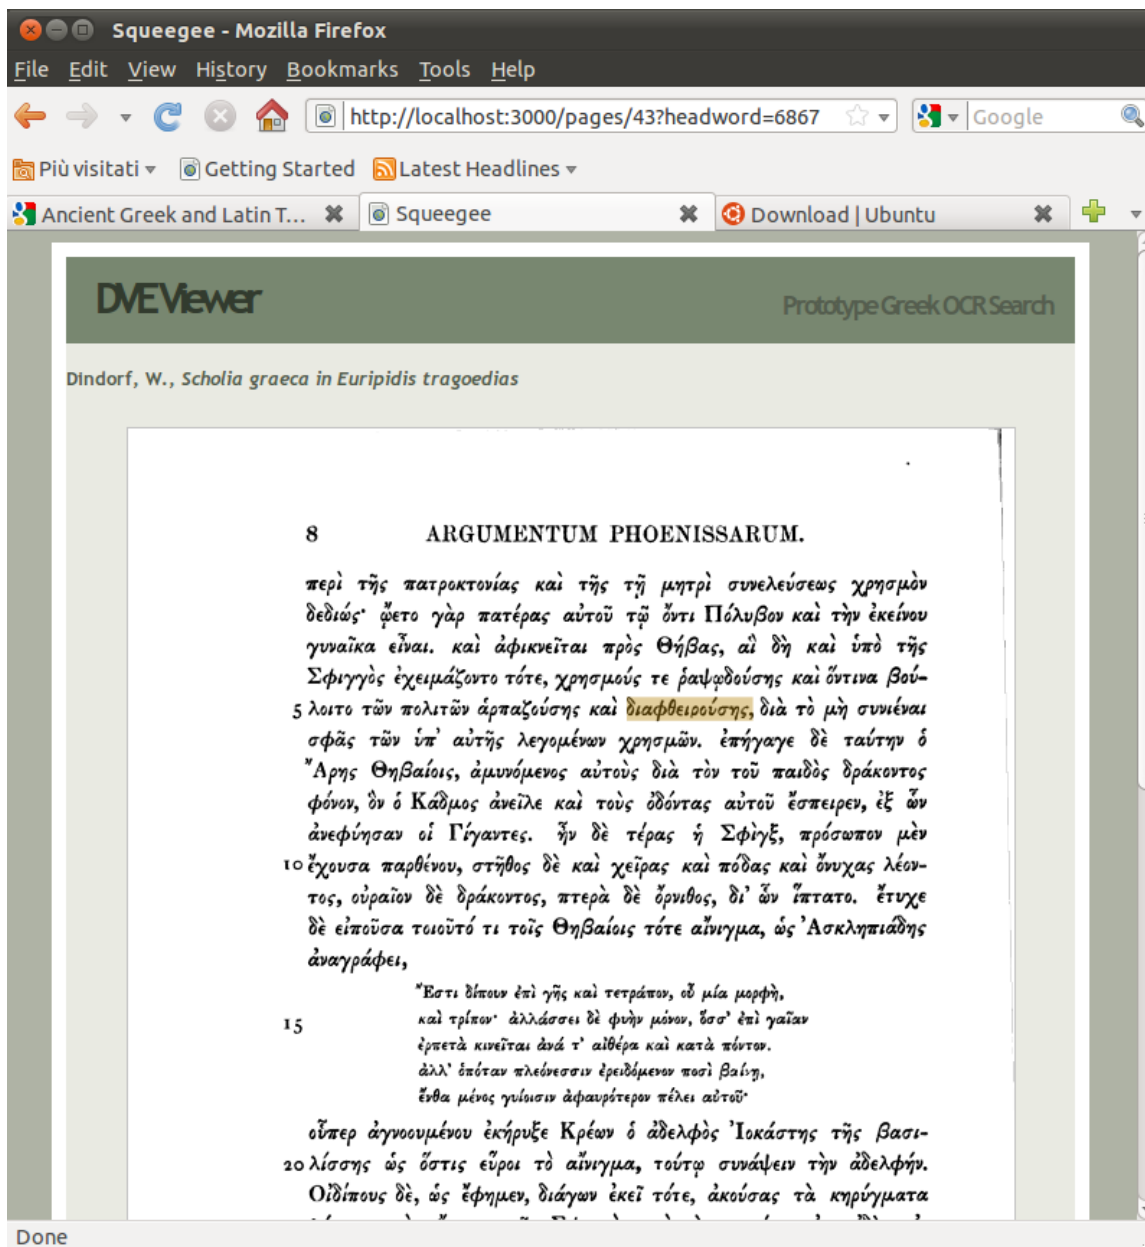 Squeegee - Mozilla Firefox
File Edit View History Bookmarks Tools Help
http://localhost:3000/pages/43?headword=6867 Google
Più visitati Getting Started Latest Headlines
Ancient Greek and Latin T... Squeegee Download | Ubuntu
DVE Viewer Prototype Greek OCR Search
Dindorf, W., Scholia graeca in Euripidis tragoedias
8 ARGUMENTUM PHOENISSARUM.
περὶ τῆς πατροκτονίας καὶ τῆς τῇ μητρὶ συνελεύσεως χρησμὸν
δεδιώς· ᾤετο γὰρ πατέρας αὑτοῦ τῷ ὄντι Πόλυβον καὶ τὴν ἐκείνου
γυναῖκα εἶναι. καὶ ἀφικνεῖται πρὸς Θήβας, αἳ δὴ καὶ ὑπὸ τῆς
Σφιγγὸς ἐχειμάζοντο τότε, χρησμούς τε ῥαψῳδούσης καὶ ὅντινα βού-
5 λοιτο τῶν πολιτῶν ἁρπαζούσης καὶ διαφθειρούσης, διὰ τὸ μὴ συνιέναι
σφᾶς τῶν ὑπ' αὐτῆς λεγομένων χρησμῶν. ἐπήγαγε δὲ ταύτην ὁ
Ἄρης Θηβαίοις, ἀμυνόμενος αὐτοὺς διὰ τὸν τοῦ παιδὸς δράκοντος
φόνον, ὃν ὁ Κάδμος ἀνεῖλε καὶ τοὺς ὀδόντας αὐτοῦ ἔσπειρεν, ἐξ ὧν
ἀνεφύησαν οἱ Γίγαντες. ἦν δὲ τέρας ἡ Σφὶγξ, πρόσωπον μὲν
10 ἔχουσα παρθένου, στῆθος δὲ καὶ χεῖρας καὶ πόδας καὶ ὄνυχας λέον-
τος, οὐραῖον δὲ δράκοντος, πτερὰ δὲ ὄρνιθος, δι' ὧν ἵπτατο. ἔτυχε
δὲ εἰποῦσα τοιοῦτό τι τοῖς Θηβαίοις τότε αἴνιγμα, ὡς Ἀσκληπιάδης
ἀναγράφει,
Ἔστι δίπουν ἐπὶ γῆς καὶ τετράπον, οὗ μία μορφὴ,
15 καὶ τρίπον· ἀλλάσσει δὲ φυὴν μόνον, ὅσσ' ἐπὶ γαῖαν
ἑρπετὰ κινεῖται ἀνά τ' αἰθέρα καὶ κατὰ πόντον.
ἀλλ' ὁπόταν πλεόνεσσιν ἐρειδόμενον ποσὶ βαίνῃ,
ἔνθα μένος γυίοισιν ἀφαυρότερον πέλει αὐτοῦ·
οὗπερ ἀγνοουμένου ἐκήρυξε Κρέων ὁ ἀδελφὸς Ἰοκάστης τῆς βασι-
20 λίσσης ὡς ὅστις εὕροι τὸ αἴνιγμα, τούτῳ συνάψειν τὴν ἀδελφήν.
Οἰδίπους δὲ, ὡς ἔφημεν, διάγων ἐκεῖ τότε, ἀκούσας τὰ κηρύγματα
Done